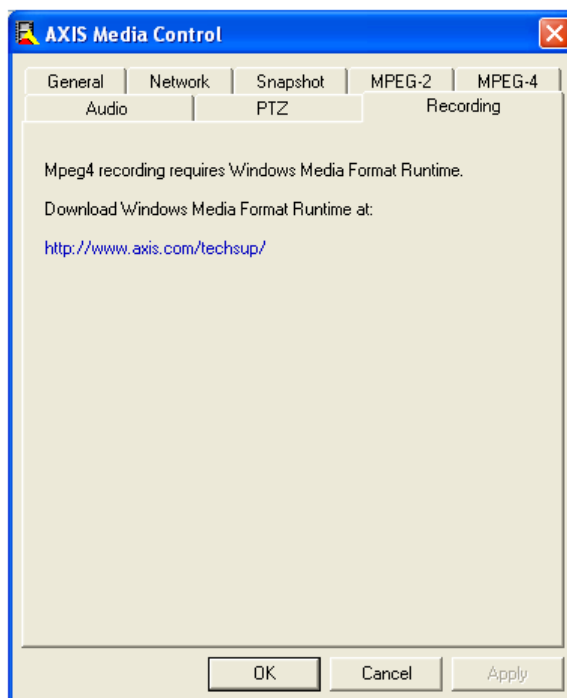 AXIS Media Control
General Network Snapshot MPEG-2 MPEG-4
Audio PTZ Recording
Mpeg4 recording requires Windows Media Format Runtime.
Download Windows Media Format Runtime at:
http://www.axis.com/techsup/
OK Cancel Apply